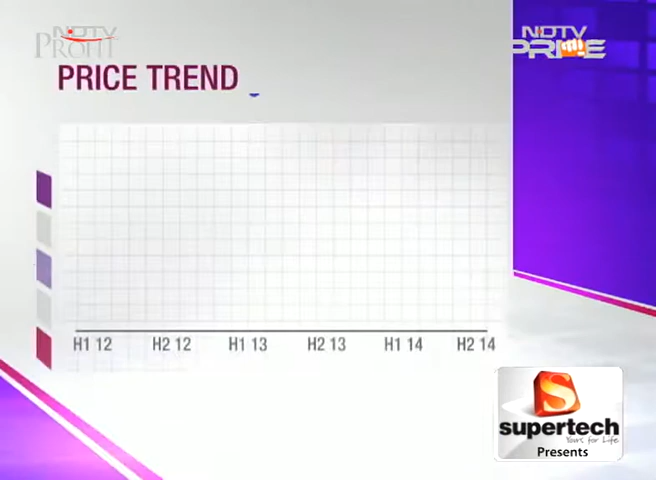 NDTV
PROFIT
NDTV
PRIME
PRICE TREND
H1 12 H2 12 H1 13 H2 13 H1 14 H2 14
S
supertech
Yours for Life
Presents